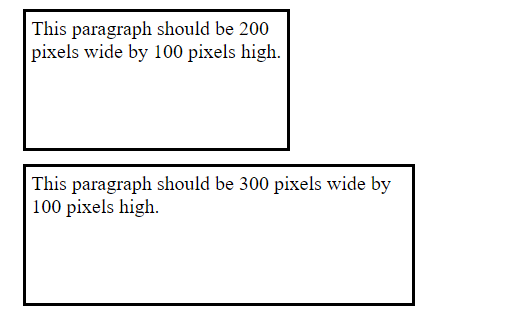 This paragraph should be 200
pixels wide by 100 pixels high.
This paragraph should be 300 pixels wide by
100 pixels high.